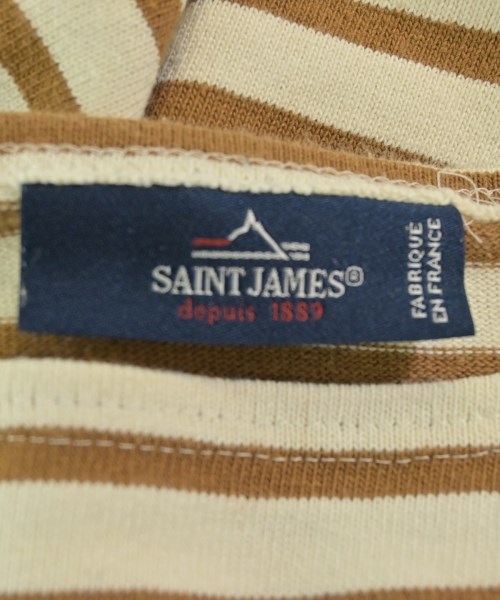 SAINT JAMES®
depuis 1889
FABRIQUÉ
EN FRANCE